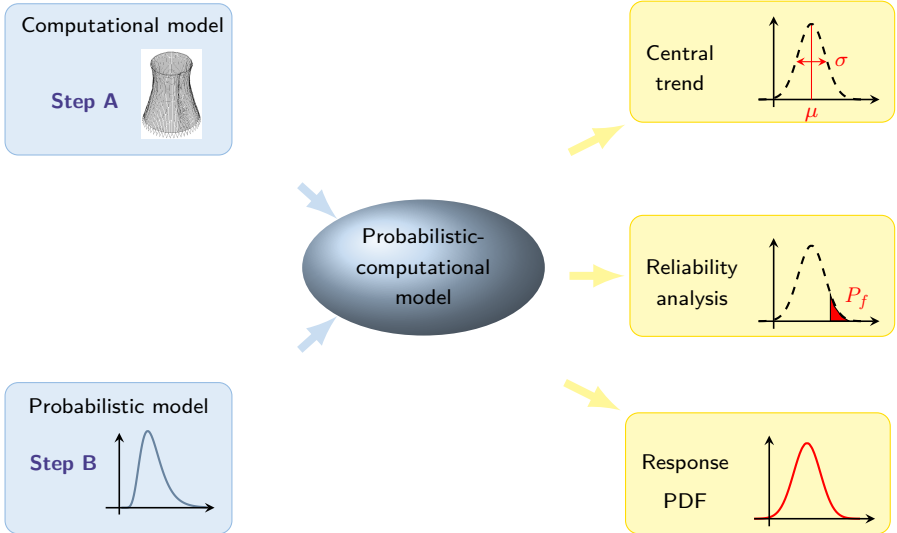 Computational model
Step A
Probabilistic model
Step B
Probabilistic-
computational
model
Central
trend
σ
μ
Reliability
analysis
P_f
Response
PDF